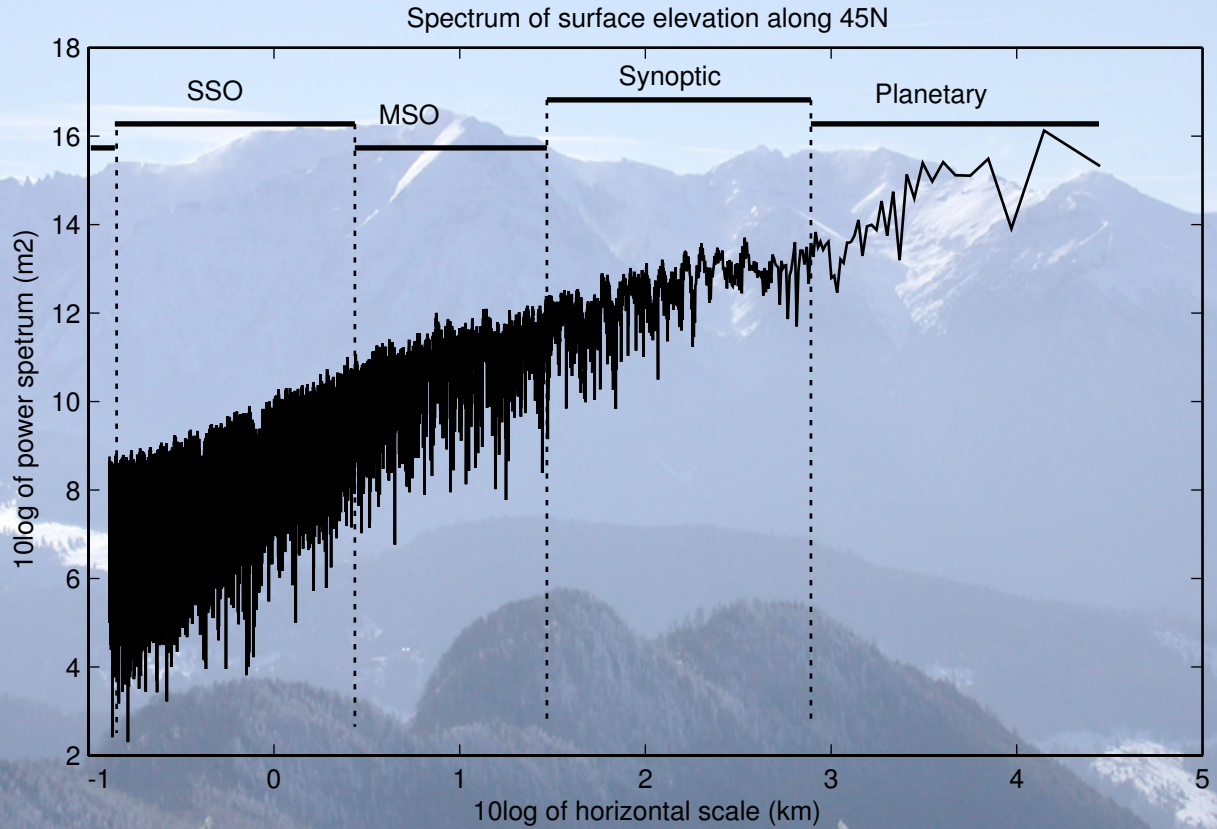 Spectrum of surface elevation along 45N
18
16
14
12
10
8
6
4
2
10log of power spetrum (m2)
SSO
MSO
Synoptic
Planetary
-1 0 1 2 3 4 5
10log of horizontal scale (km)